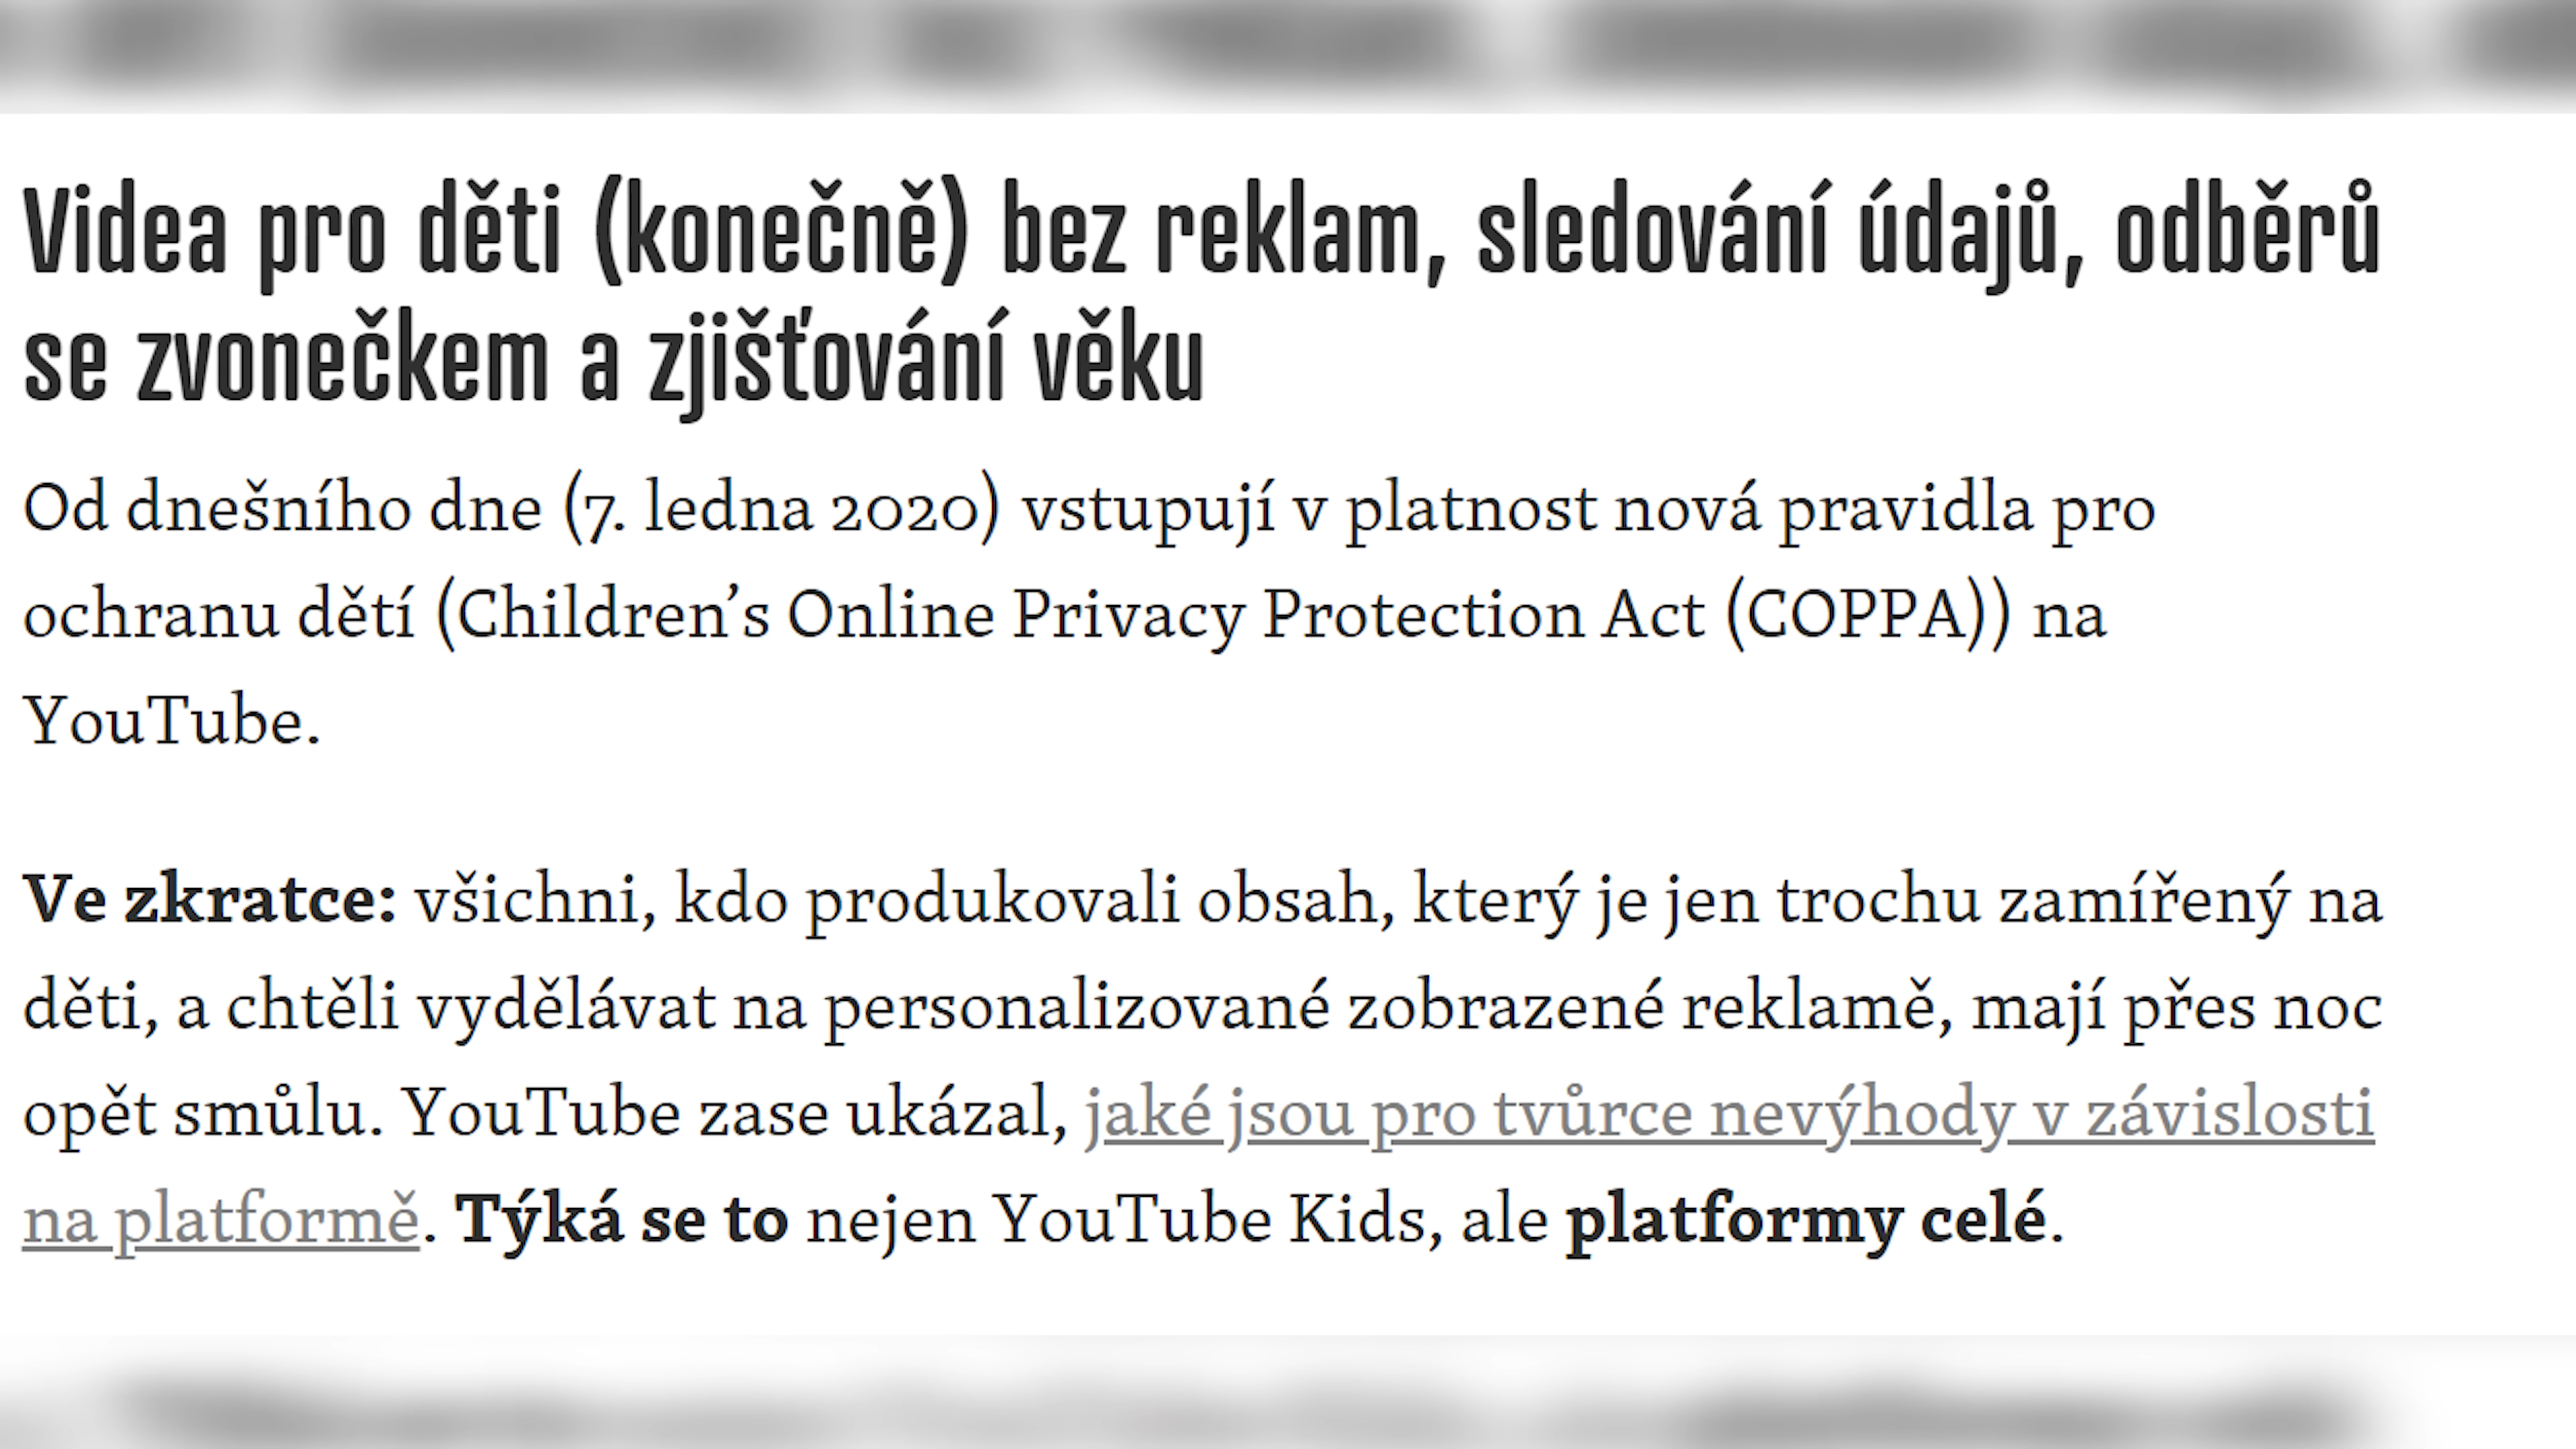 Videa pro děti (konečně) bez reklam, sledování údajů, odběrů
se zvonečkem a zjišťování věku
Od dnešního dne (7. ledna 2020) vstupují v platnost nová pravidla pro
ochranu dětí (Children’s Online Privacy Protection Act (COPPA)) na
YouTube.
Ve zkratce: všichni, kdo produkovali obsah, který je jen trochu zamířený na
děti, a chtěli vydělávat na personalizované zobrazené reklamě, mají přes noc
opět smůlu. YouTube zase ukázal, jaké jsou pro tvůrce nevýhody v závislosti
na platformě. Týká se to nejen YouTube Kids, ale platformy celé.